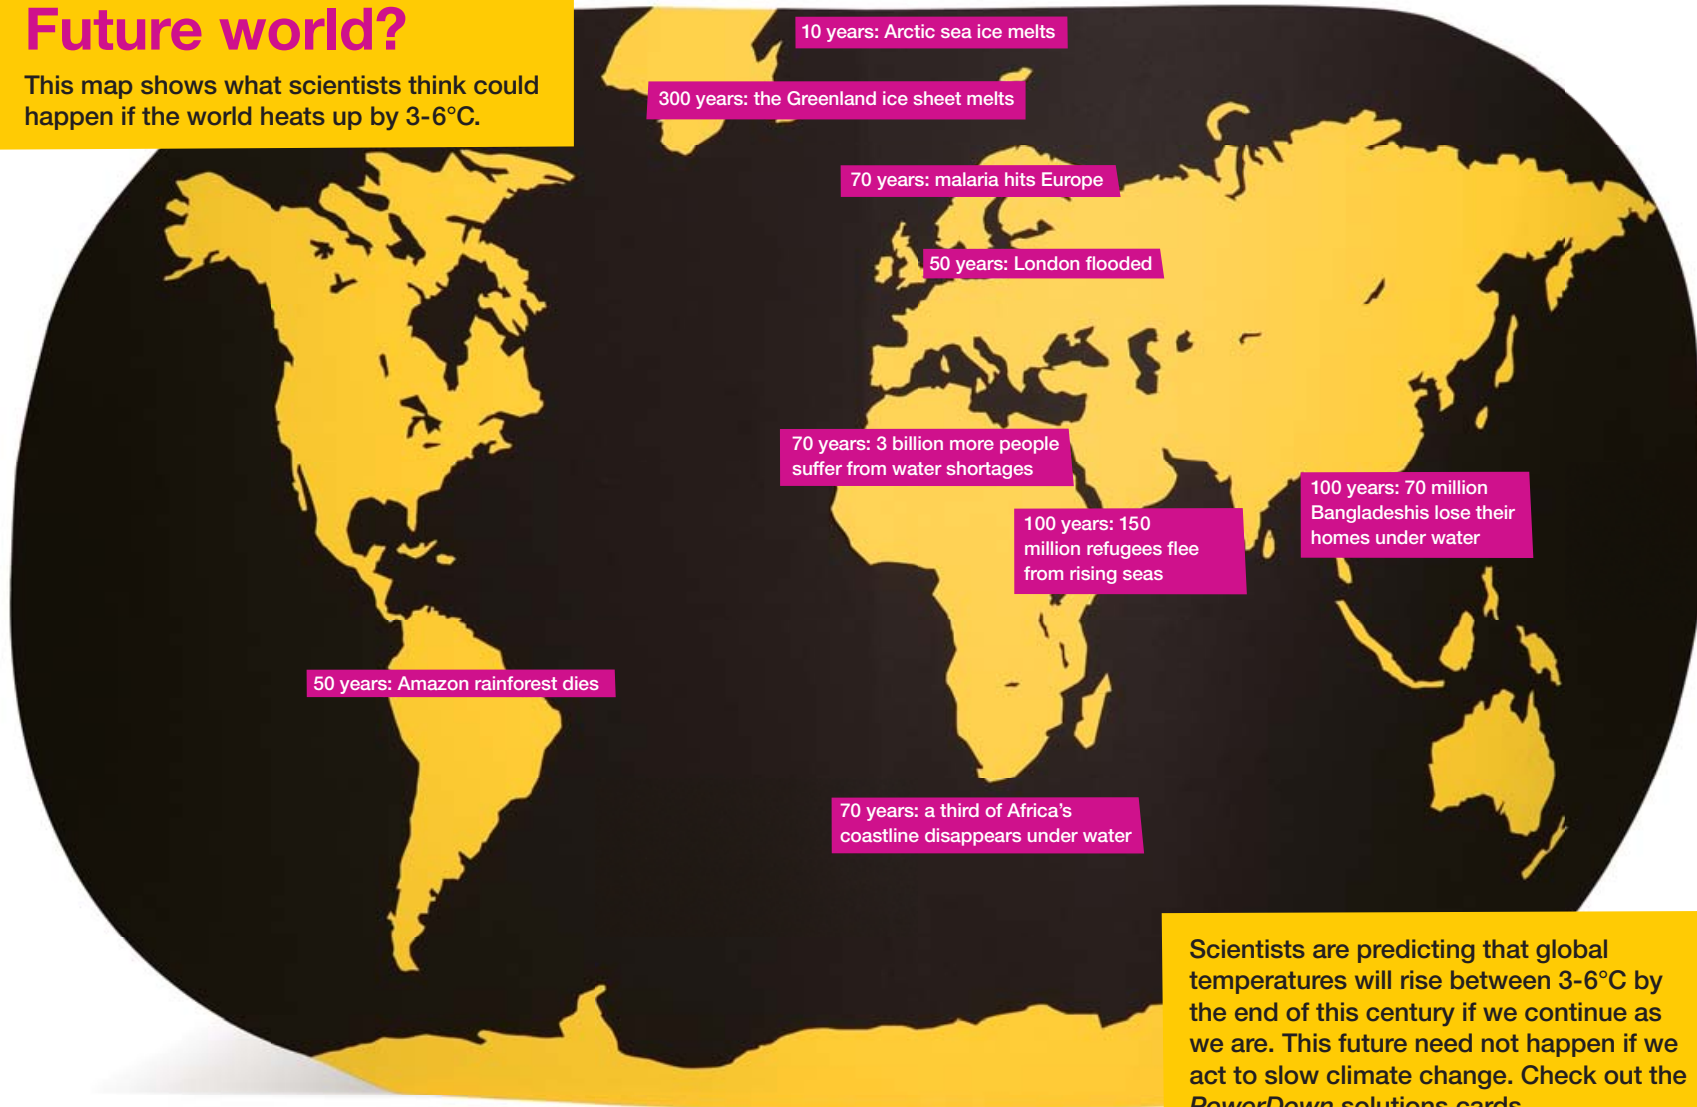 Future world?
This map shows what scientists think could
happen if the world heats up by 3-6°C.
10 years: Arctic sea ice melts
300 years: the Greenland ice sheet melts
70 years: malaria hits Europe
50 years: London flooded
70 years: 3 billion more people
suffer from water shortages
100 years: 150
million refugees flee
from rising seas
100 years: 70 million
Bangladeshis lose their
homes under water
50 years: Amazon rainforest dies
70 years: a third of Africa's
coastline disappears under water
Scientists are predicting that global
temperatures will rise between 3-6°C by
the end of this century if we continue as
we are. This future need not happen if we
act to slow climate change. Check out the
PowerDown solutions cards